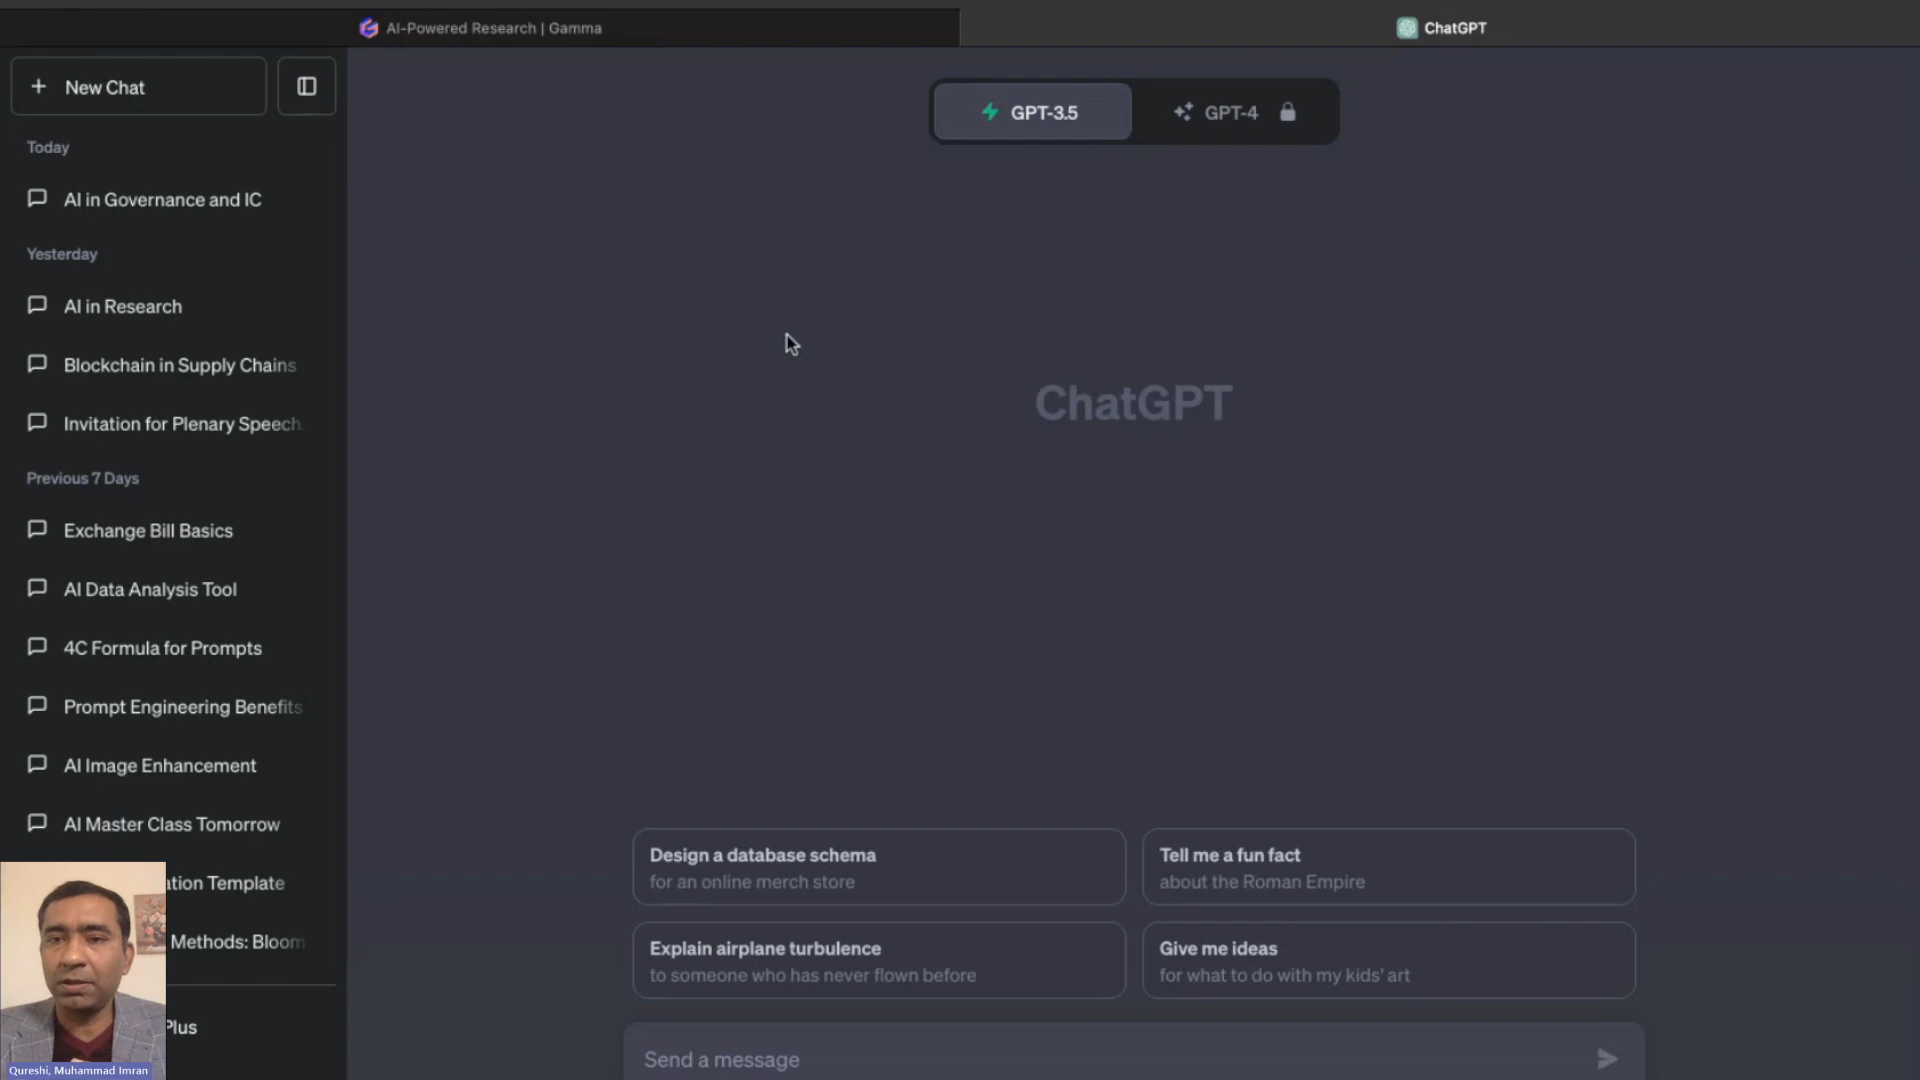 AI-Powered Research | Gamma
ChatGPT
New Chat
GPT-3.5
GPT-4
Today
AI in Governance and IC
Yesterday
AI in Research
Blockchain in Supply Chains
Invitation for Plenary Speech
ChatGPT
Previous 7 Days
Exchange Bill Basics
AI Data Analysis Tool
4C Formula for Prompts
Prompt Engineering Benefits
AI Image Enhancement
AI Master Class Tomorrow
ation Template
Methods: Bloom
Plus
Design a database schema
for an online merch store
Tell me a fun fact
about the Roman Empire
Explain airplane turbulence
to someone who has never flown before
Give me ideas
for what to do with my kids' art
Send a message
Qureshi, Muhammad Imran